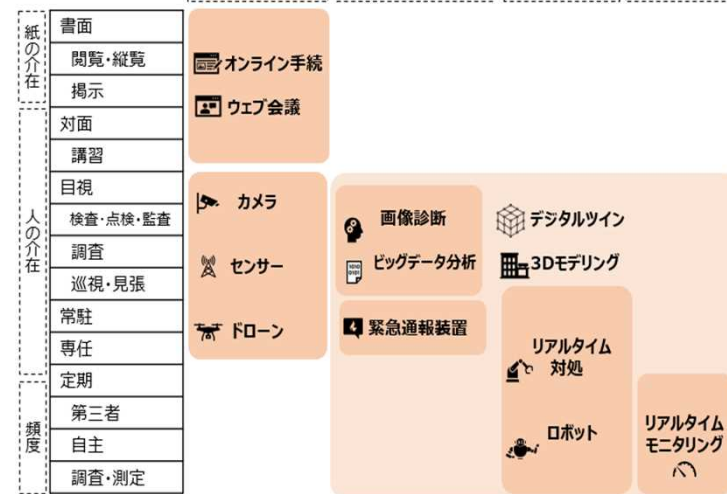 紙の介在
書面
閲覧・縦覧
掲示
人の介在
対面
講習
目視
検査・点検・監査
調査
巡視・見張
常駐
専任
頻度
定期
第三者
自主
調査・測定
オンライン手続
ウェブ会議
カメラ
センサー
ドローン
画像診断
ビッグデータ分析
緊急通報装置
デジタルツイン
3Dモデリング
リアルタイム
対処
ロボット
リアルタイム
モニタリング